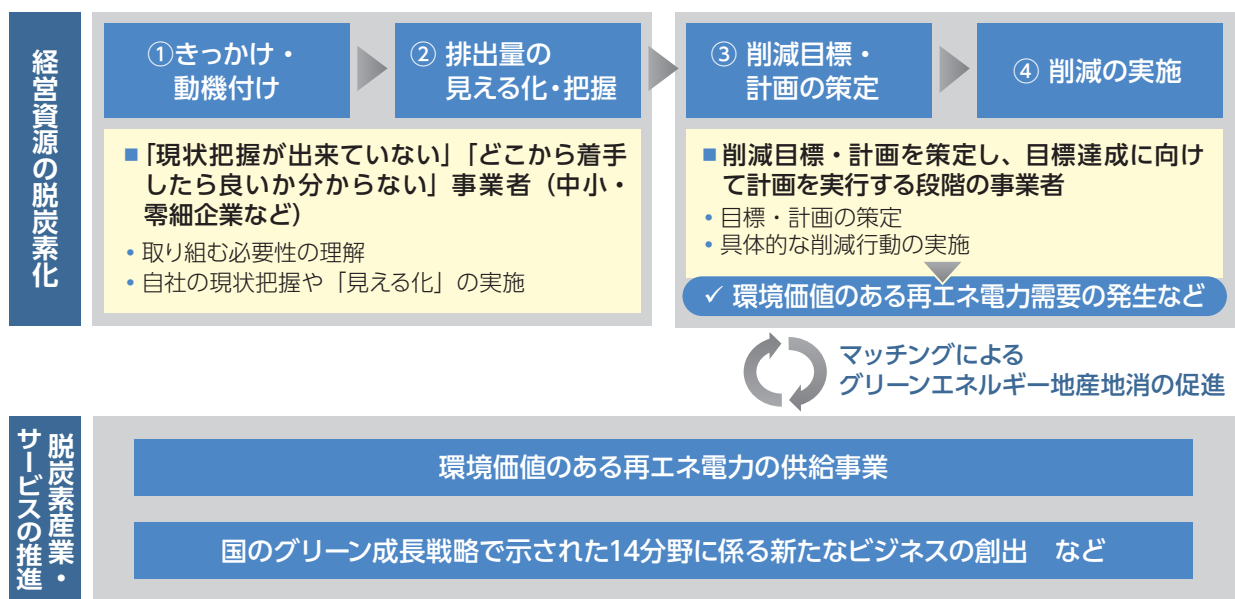 経営資源の脱炭素化
①きっかけ・
動機付け
② 排出量の
見える化・把握
③ 削減目標・
計画の策定
④ 削減の実施
■「現状把握が出来ていない」「どこから着手
したら良いか分からない」事業者（中小・
零細企業など）
• 取り組む必要性の理解
• 自社の現状把握や「見える化」の実施
■削減目標・計画を策定し、目標達成に向け
て計画を実行する段階の事業者
• 目標・計画の策定
• 具体的な削減行動の実施
✓ 環境価値のある再エネ電力需要の発生など
マッチングによる
グリーンエネルギー地産地消の促進
脱炭素産業・
サービスの推進
環境価値のある再エネ電力の供給事業
国のグリーン成長戦略で示された14分野に係る新たなビジネスの創出　など